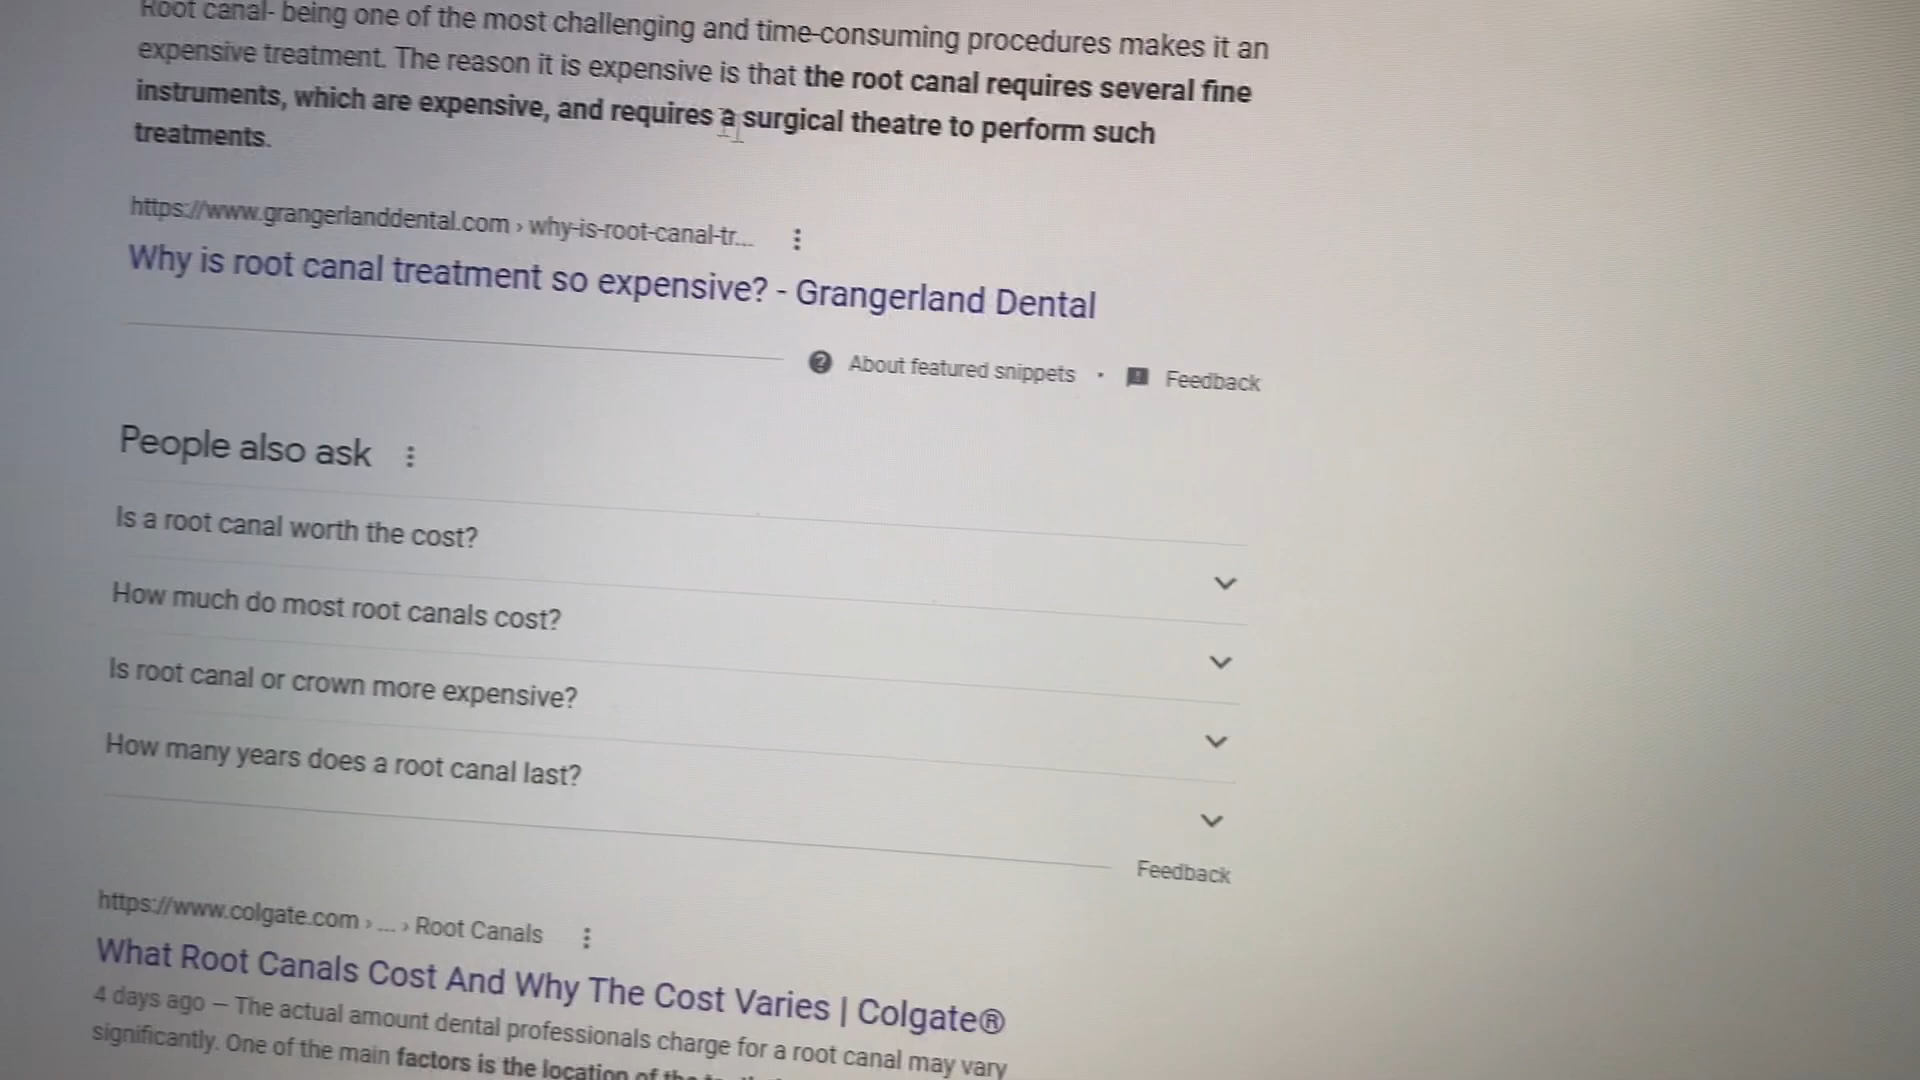 Root canal- being one of the most challenging and time-consuming procedures makes it an
expensive treatment. The reason it is expensive is that the root canal requires several fine
instruments, which are expensive, and requires a surgical theatre to perform such
treatments.
https://www.grangerlanddental.com › why-is-root-canal-tr...
Why is root canal treatment so expensive? - Grangerland Dental
About featured snippets • Feedback
People also ask
Is a root canal worth the cost?
How much do most root canals cost?
Is root canal or crown more expensive?
How many years does a root canal last?
Feedback
https://www.colgate.com › ... › Root Canals
What Root Canals Cost And Why The Cost Varies | Colgate®
4 days ago — The actual amount dental professionals charge for a root canal may vary
significantly. One of the main factors is the location of the